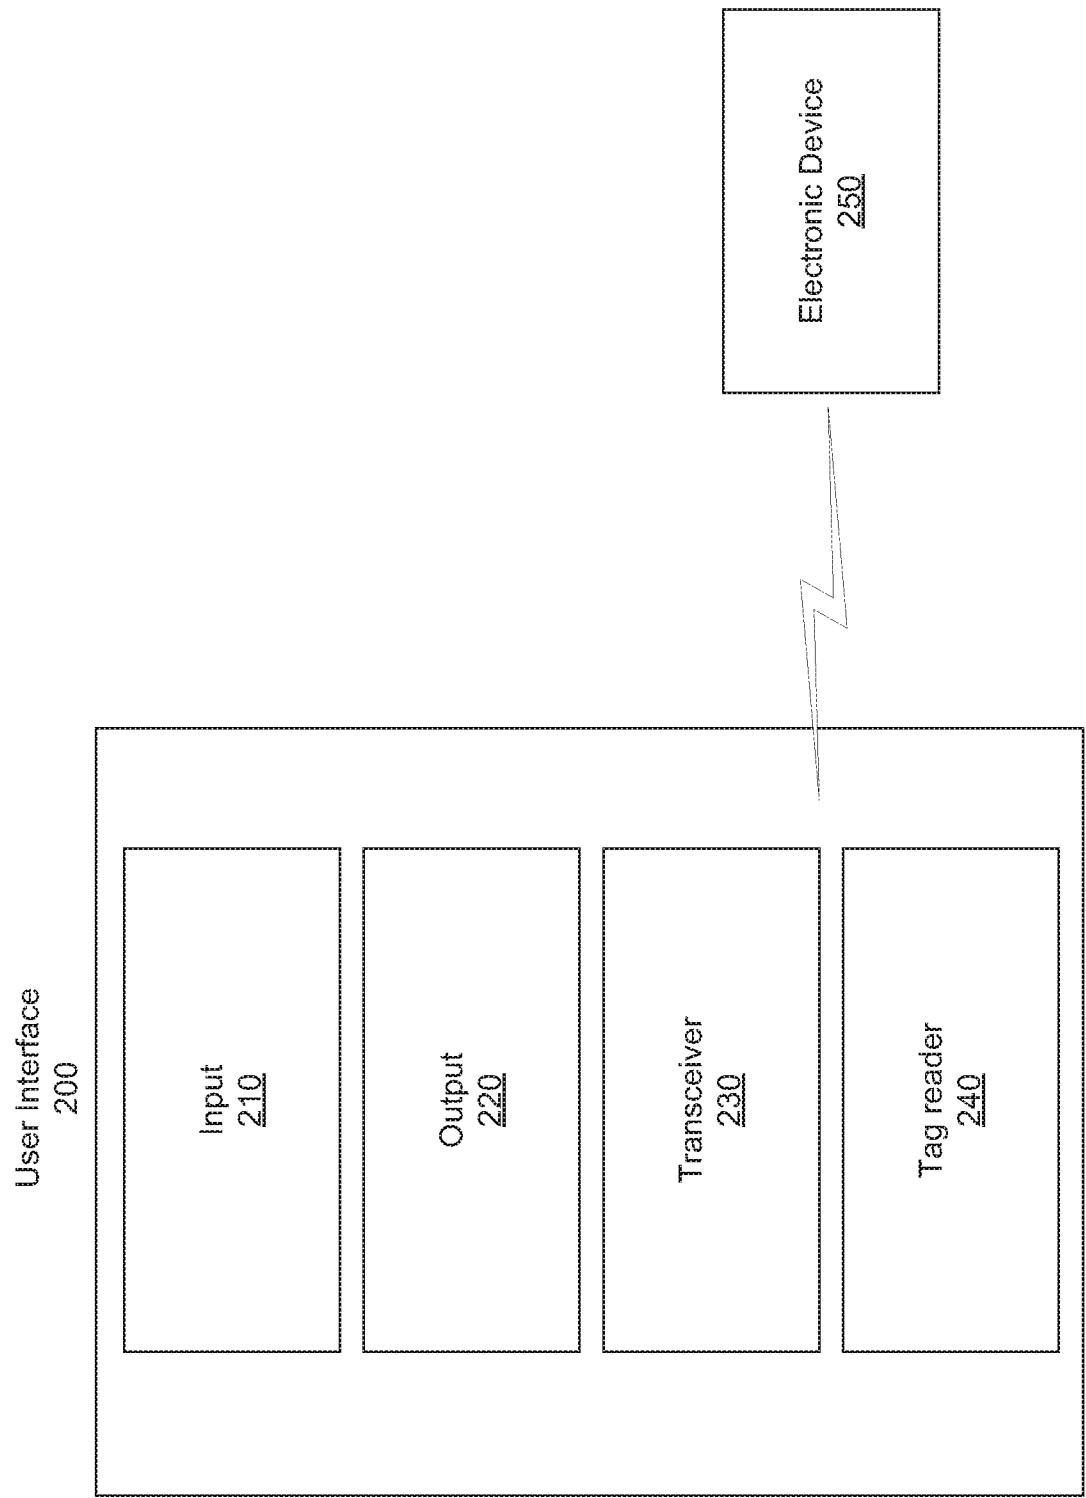 User Interface
200
Input
210
Output
220
Transceiver
230
Tag reader
240
Electronic Device
250